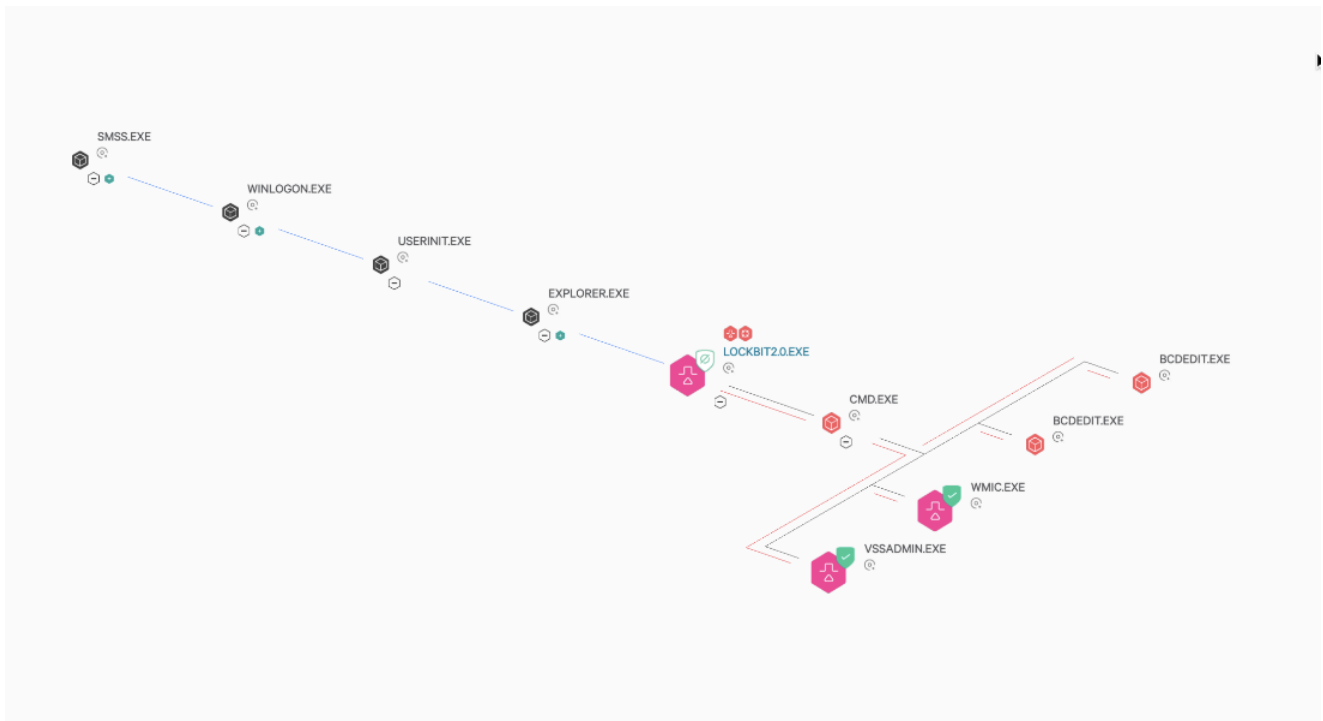 SMSS.EXE
WINLOGON.EXE
USERINIT.EXE
EXPLORER.EXE
LOCKBIT2.0.EXE
BCDEDIT.EXE
CMD.EXE
BCDEDIT.EXE
WMIC.EXE
VSSADMIN.EXE